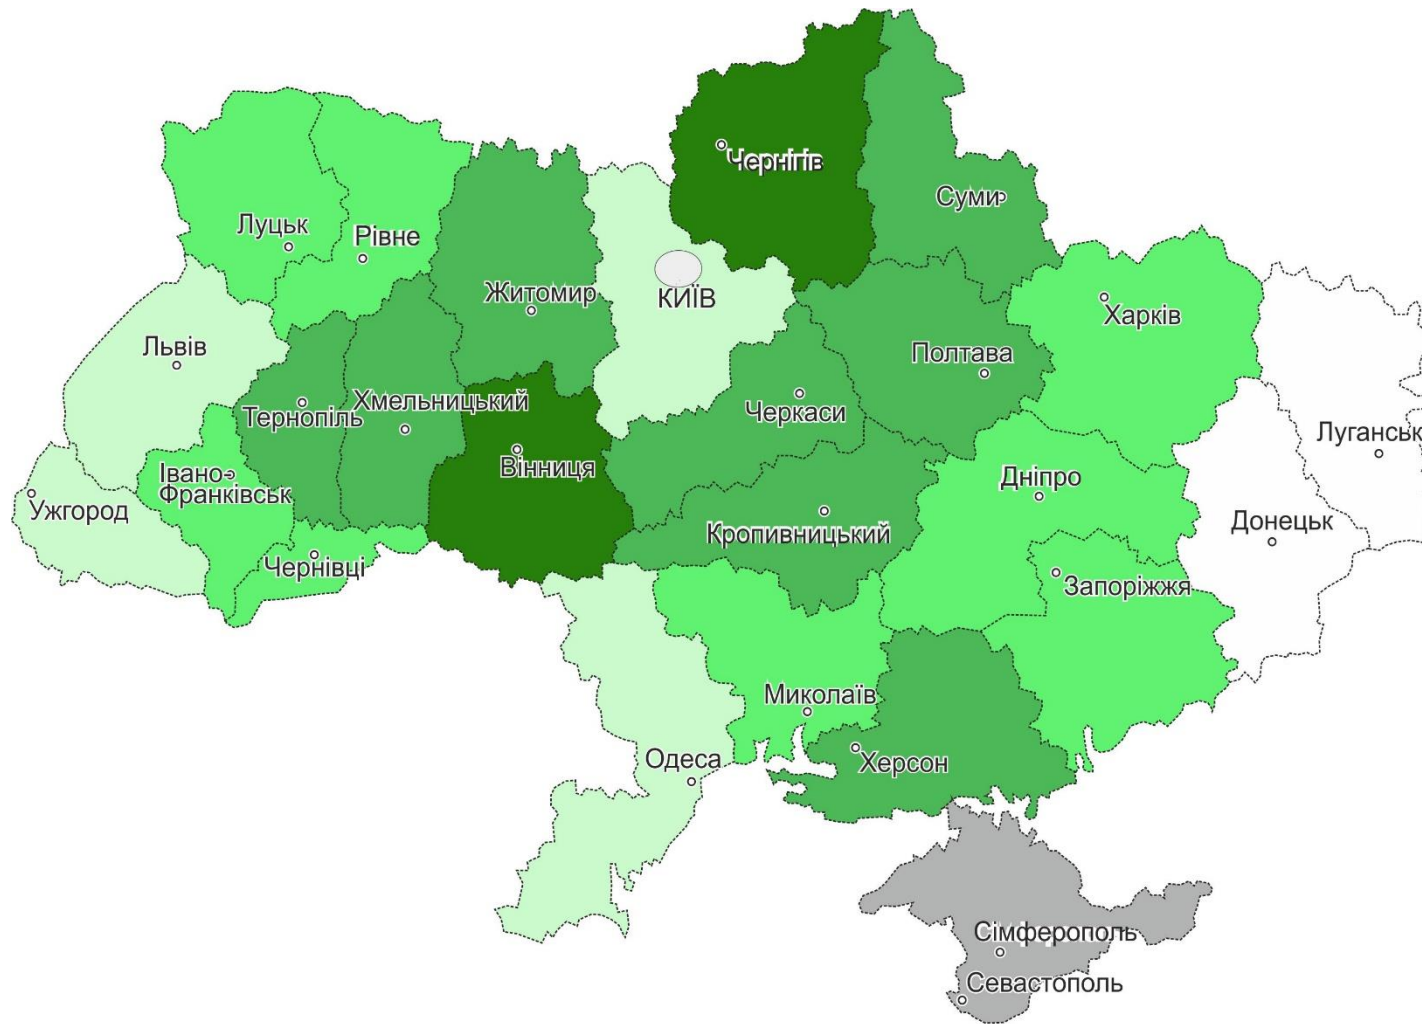 Чернігів
Суми
Луцьк
Рівне
Житомир
КИЇВ
Харків
Львів
Полтава
Хмельницький
Тернопіль
Черкаси
Луганськ
Вінниця
Івано-
Франківськ
Дніпро
Ужгород
Кропивницький
Донецьк
Чернівці
Запоріжжя
Миколаїв
Одеса
Херсон
Сімферополь
Севастополь